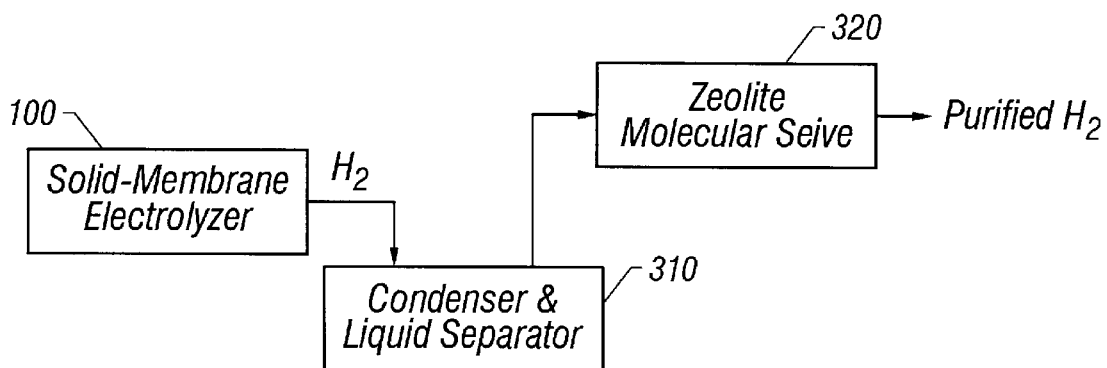 320
Zeolite
Molecular Seive
Purified H₂
100
Solid-Membrane
Electrolyzer
H₂
310
Condenser &
Liquid Separator